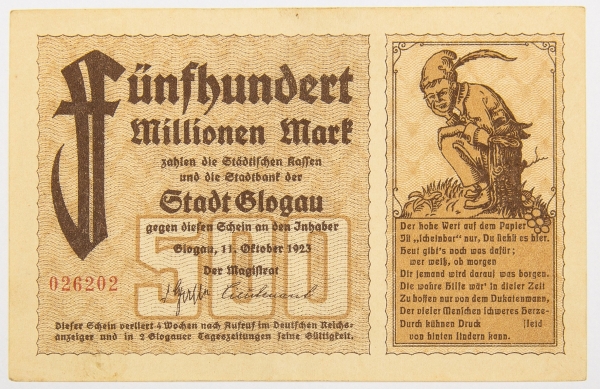 Fünfhundert
Millionen Mark
zahlen die Städtischen Kassen
und die Stadtbank der
Stadt Glogau
gegen diesen Schein an den Inhaber
Glogau, 11. Oktober 1923
500
Der Magistrat
026202
Dieser Schein verliert 4 Wochen nach Aufruf im Deutschen Reichs-
anzeiger und in 2 Glogauer Tageszeitungen seine Gültigkeit.
Der hohe Wert auf dem Papier
Ist „scheinbar" nur, Du siehst es hier.
Heut gibt's noch was dafür;
wer weiß, ob morgen
Dir jemand wird darauf was borgen.
Die wahre Hilfe wär' in dieser Zeit
Zu hoffen nur von dem Dukatenmann,
Der vieler Menschen schweres Herze-
Durch kühnen Druck [leid
von hinten lindern kann.